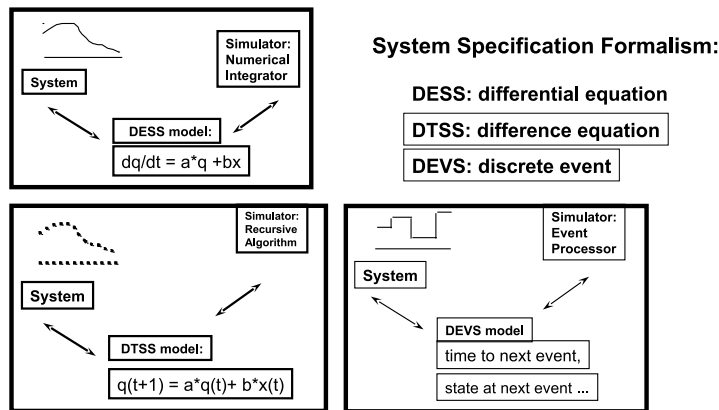 System
Simulator:
Numerical
Integrator
DESS model:
dq/dt = a*q +bx
System Specification Formalism:
DESS: differential equation
DTSS: difference equation
DEVS: discrete event
System
Simulator:
Recursive
Algorithm
DTSS model:
q(t+1) = a*q(t)+ b*x(t)
System
Simulator:
Event
Processor
DEVS model
time to next event,
state at next event ...